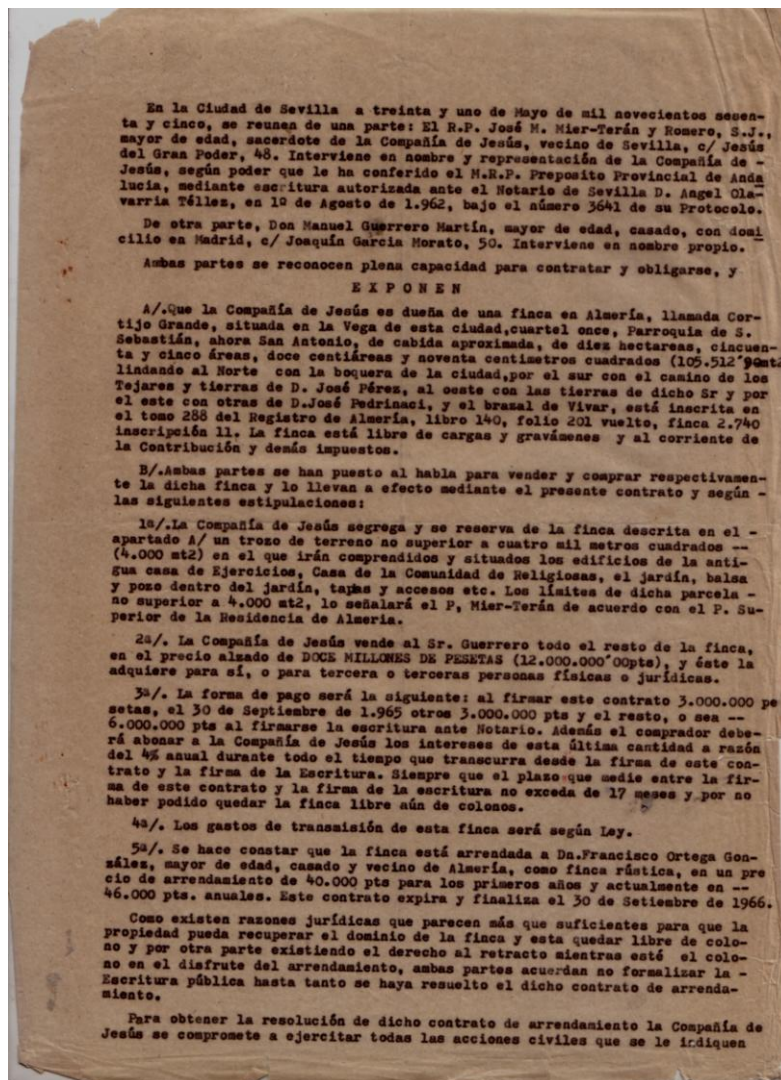 En la Ciudad de Sevilla a treinta y uno de Mayo de mil novecientos sesen-
ta y cinco, se reunen de una parte: El R.P. José M. Mier-Terán y Romero, S.J.,
mayor de edad, sacerdote de la Compañía de Jesús, vecino de Sevilla, c/ Jesús
del Gran Poder, 48. Interviene en nombre y representación de la Compañía de -
Jesús, según poder que le ha conferido el M.R.P. Preposito Provincial de Anda
lucia, mediante escritura autorizada ante el Notario de Sevilla D. Angel Ola-
varria Téllez, en 1º de Agosto de 1.962, bajo el número 3641 de su Protocolo.
De otra parte, Don Manuel Guerrero Martín, mayor de edad, casado, con domi
cilio en Madrid, c/ Joaquín Garcia Morato, 50. Interviene en nombre propio.
Ambas partes se reconocen plena capacidad para contratar y obligarse, y
E X P O N E N
A/.Que la Compañía de Jesús es dueña de una finca en Almería, llamada Cor-
tijo Grande, situada en la Vega de esta ciudad,cuartel once, Parroquia de S.
Sebastián, ahora San Antonio, de cabida aproximada, de diez hectareas, cincuen-
ta y cinco áreas, doce centiáreas y noventa centimetros cuadrados (105.512´90mt2
lindando al Norte con la boquera de la ciudad,por el sur con el camino de los
Tejares y tierras de D. José Pérez, al oeste con las tierras de dicho Sr y por
el este con otras de D.José Pedrinaci, y el brazal de Vivar, está inscrita en
el tomo 288 del Registro de Almería, libro 140, folio 201 vuelto, finca 2.740
inscripción 11. La finca está libre de cargas y gravámenes y al corriente de
la Contribución y demás impuestos.
B/.Ambas partes se han puesto al habla para vender y comprar respectivamen-
te la dicha finca y lo llevan a efecto mediante el presente contrato y según -
las siguientes estipulaciones:
1a/.La Compañía de Jesús segrega y se reserva de la finca descrita en el -
apartado A/ un trozo de terreno no superior a cuatro mil metros cuadrados --
(4.000 mt2) en el que irán comprendidos y situados los edificios de la anti-
gua casa de Ejercicios, Casa de la Comunidad de Religiosas, el jardín, balsa
y pozo dentro del jardín, tapias y accesos etc. Los límites de dicha parcela -
no superior a 4.000 mt2, lo señalará el P, Mier-Terán de acuerdo con el P. Su-
perior de la Residencia de Almeria.
2a/. La Compañía de Jesús vende al Sr. Guerrero todo el resto de la finca,
en el precio alzado de DOCE MILLONES DE PESETAS (12.000.000´00pts), y éste la
adquiere para sí, o para tercera o terceras personas físicas o jurídicas.
3a/. La forma de pago será la siguiente: al firmar este contrato 3.000.000 pe
setas, el 30 de Septiembre de 1.965 otros 3.000.000 pts y el resto, o sea --
6.000.000 pts al firmarse la escritura ante Notario. Además el comprador debe-
rá abonar a la Compañía de Jesús los intereses de esta última cantidad a razón
del 4% anual durante todo el tiempo que transcurra desde la firma de este con-
trato y la firma de la Escritura. Siempre que el plazo que medie entre la fir-
ma de este contrato y la firma de la escritura no exceda de 17 meses y por no
haber podido quedar la finca libre aún de colonos.
4a/. Los gastos de transmisión de esta finca será según Ley.
5a/. Se hace constar que la finca está arrendada a Dn.Francisco Ortega Gon-
zález, mayor de edad, casado y vecino de Almería, como finca rústica, en un pre
cio de arrendamiento de 40.000 pts para los primeros años y actualmente en --
46.000 pts. anuales. Este contrato expira y finaliza el 30 de Setiembre de 1966.
Como existen razones jurídicas que parecen más que suficientes para que la
propiedad pueda recuperar el dominio de la finca y esta quedar libre de colo-
no y por otra parte existiendo el derecho al retracto mientras esté el colo-
no en el disfrute del arrendamiento, ambas partes acuerdan no formalizar la -
Escritura pública hasta tanto se haya resuelto el dicho contrato de arrenda-
miento.
Para obtener la resolución de dicho contrato de arrendamiento la Compañía de
Jesús se compromete a ejercitar todas las acciones civiles que se le indiquen